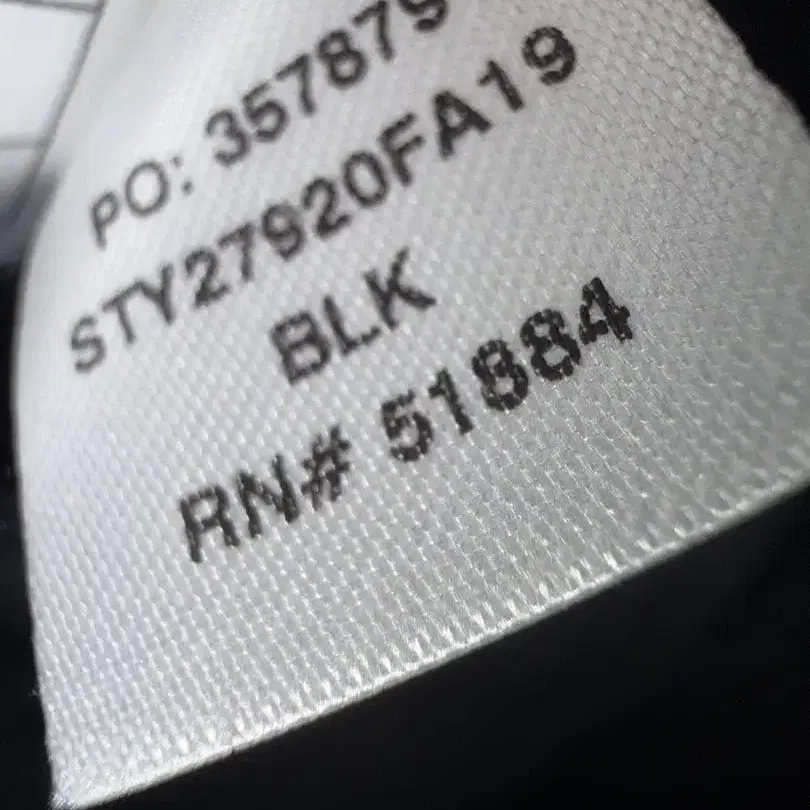 PO: 357879
STY27920FA19
BLK
RN# 51884